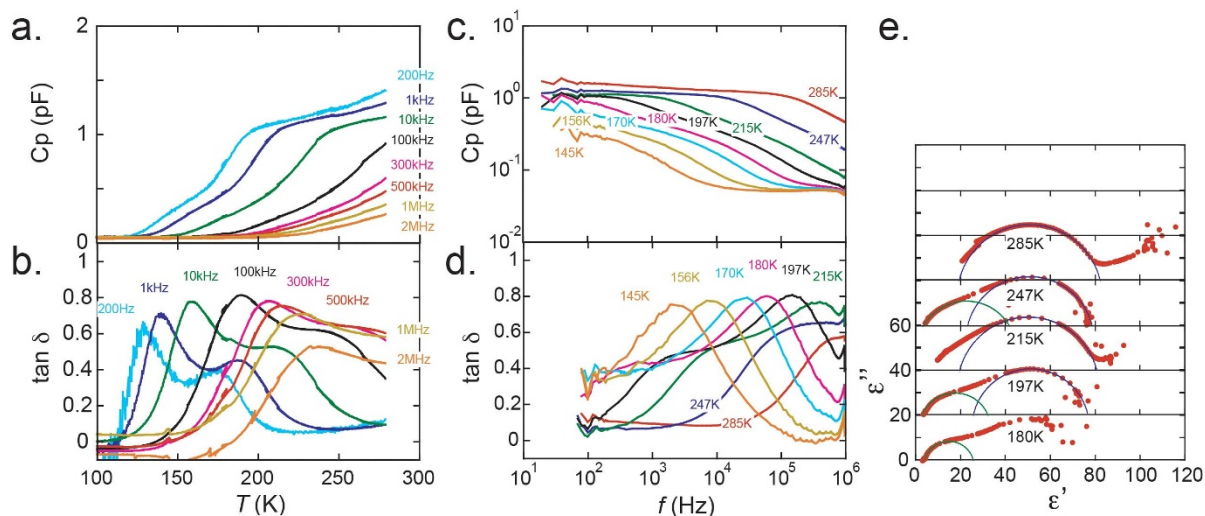 a.
2
1
0
Cp (pF)
200Hz
1kHz
10kHz
100kHz
300kHz
500kHz
1MHz
2MHz
b.
1
0.8
0.6
0.4
0.2
0
tan δ
200Hz
1kHz
10kHz
100kHz
300kHz
500kHz
1MHz
2MHz
100 150 200 250 300
T (K)
c.
10¹
10⁰
10⁻¹
10⁻²
Cp (pF)
285K
247K
215K
197K
180K
170K
156K
145K
d.
1
0.8
0.6
0.4
0.2
0
tan δ
145K
156K
170K
180K
197K
215K
247K
285K
10¹ 10² 10³ 10⁴ 10⁵ 10⁶
f (Hz)
e.
285K
247K
215K
197K
180K
60
40
20
0
ε''
0 20 40 60 80 100 120
ε'